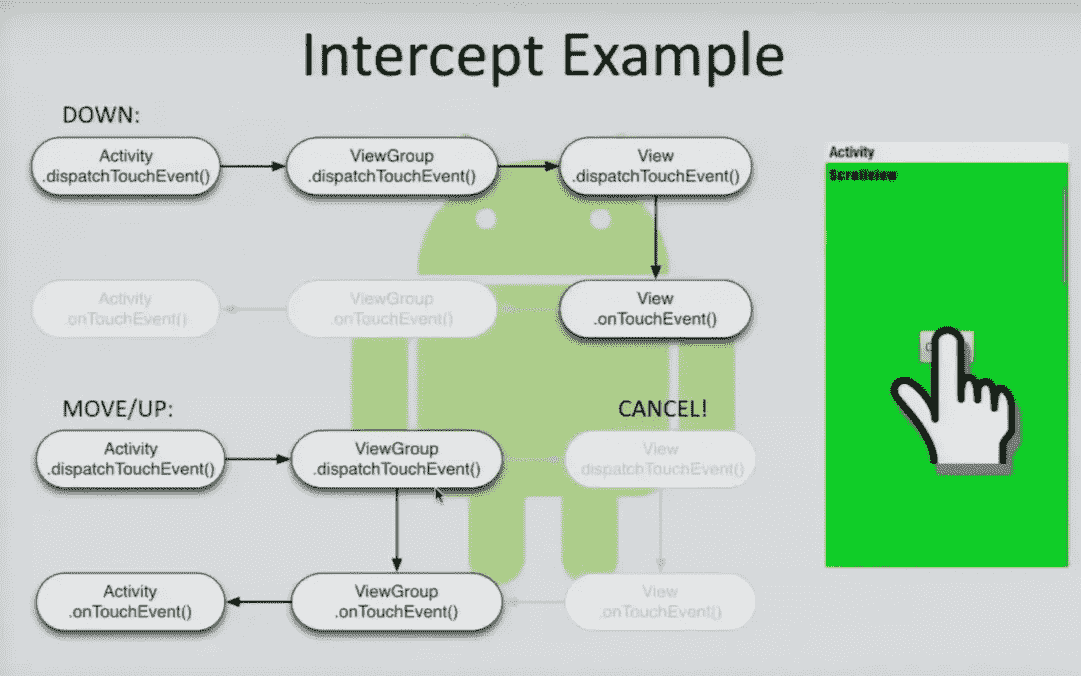 Intercept Example
DOWN:
Activity
.dispatchTouchEvent()
ViewGroup
.dispatchTouchEvent()
View
.dispatchTouchEvent()
Activity
.onTouchEvent()
ViewGroup
.onTouchEvent()
View
.onTouchEvent()
MOVE/UP:
CANCEL!
Activity
.dispatchTouchEvent()
ViewGroup
.dispatchTouchEvent()
View
.dispatchTouchEvent()
Activity
.onTouchEvent()
ViewGroup
.onTouchEvent()
View
.onTouchEvent()
Activity
ScrollView